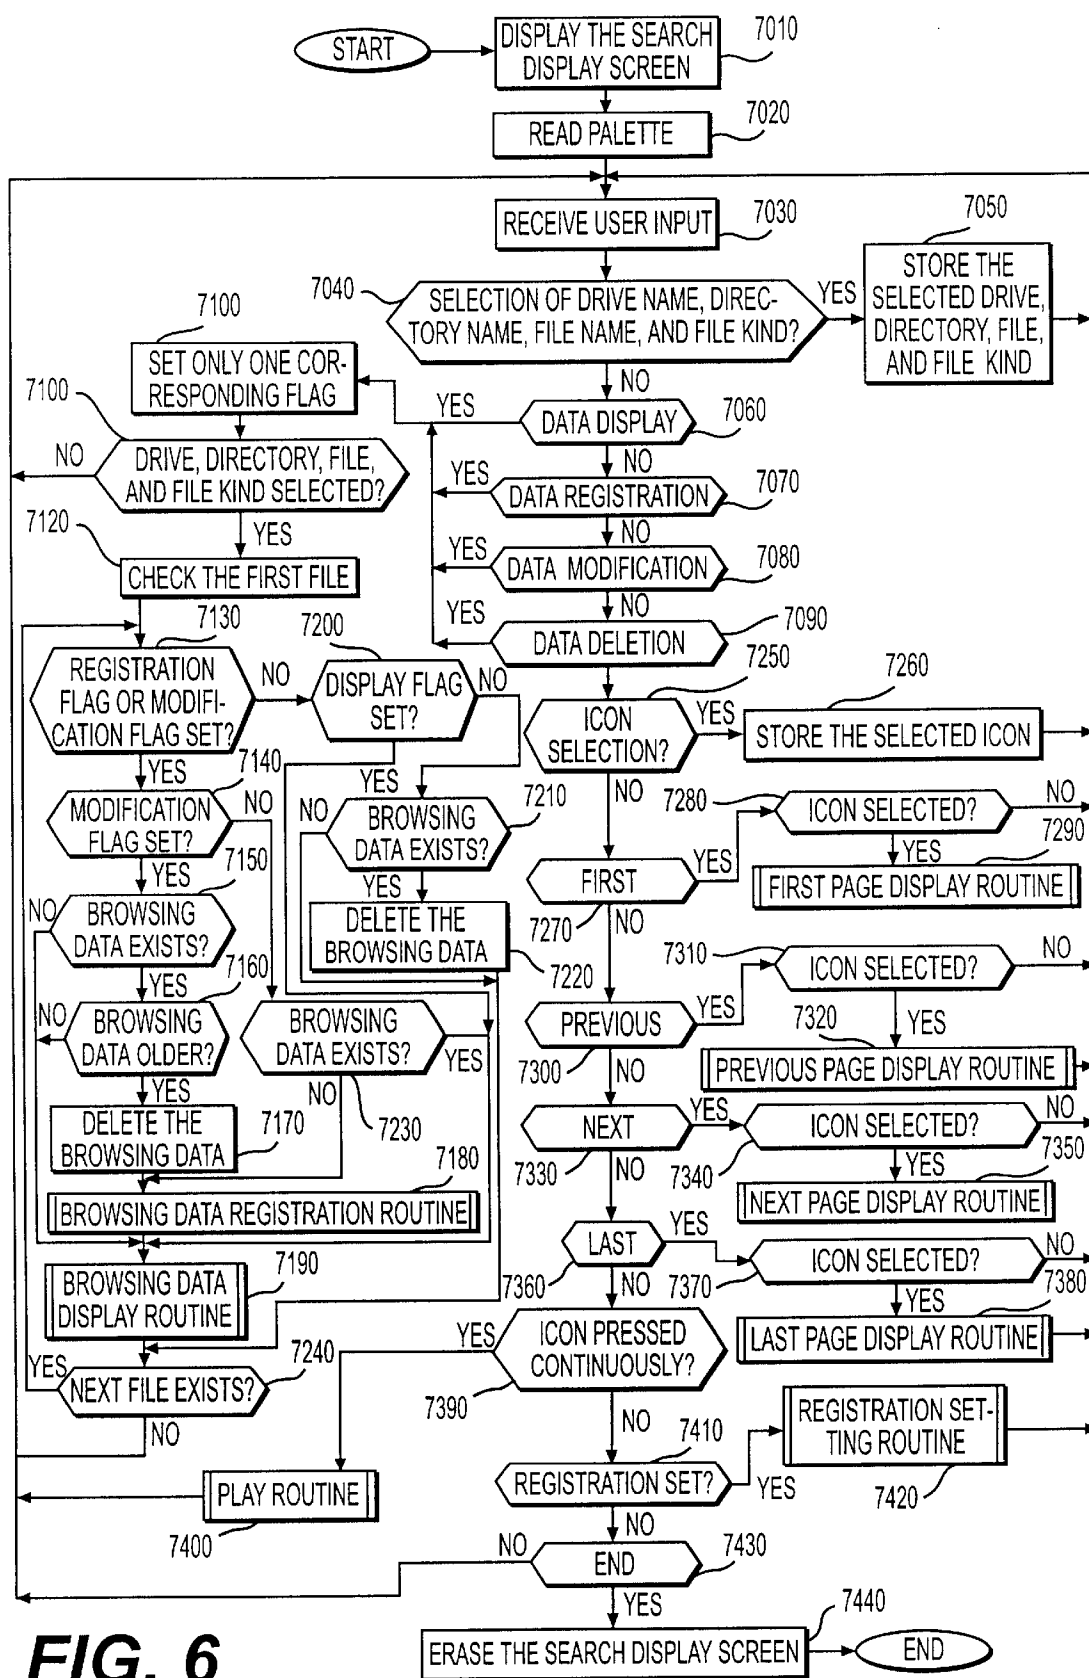 START
DISPLAY THE SEARCH
DISPLAY SCREEN
7010
READ PALETTE
7020
RECEIVE USER INPUT
7030
7040
SELECTION OF DRIVE NAME, DIREC-
TORY NAME, FILE NAME, AND FILE KIND?
YES
NO
7050
STORE THE
SELECTED DRIVE,
DIRECTORY, FILE,
AND FILE KIND
7100
SET ONLY ONE COR-
RESPONDING FLAG
YES
DATA DISPLAY
7060
NO
7100
NO
DRIVE, DIRECTORY, FILE,
AND FILE KIND SELECTED?
YES
YES
DATA REGISTRATION
7070
NO
7120
CHECK THE FIRST FILE
YES
DATA MODIFICATION
7080
NO
YES
DATA DELETION
7090
7130
REGISTRATION
FLAG OR MODIFI-
CATION FLAG SET?
NO
YES
7200
DISPLAY FLAG
SET?
NO
YES
7250
ICON
SELECTION?
YES
NO
7260
STORE THE SELECTED ICON
7140
MODIFICATION
FLAG SET?
NO
YES
NO
7210
BROWSING
DATA EXISTS?
YES
7280
ICON SELECTED?
NO
YES
7290
FIRST PAGE DISPLAY ROUTINE
FIRST
YES
7270
NO
7150
NO
BROWSING
DATA EXISTS?
YES
DELETE THE
BROWSING DATA
7220
7310
ICON SELECTED?
NO
YES
7160
NO
BROWSING
DATA OLDER?
YES
BROWSING
DATA EXISTS?
YES
NO
7230
PREVIOUS
YES
7300
NO
7320
PREVIOUS PAGE DISPLAY ROUTINE
DELETE THE
BROWSING DATA
7170
NEXT
YES
7330
NO
ICON SELECTED?
NO
7340
YES
7350
NEXT PAGE DISPLAY ROUTINE
7180
BROWSING DATA REGISTRATION ROUTINE
LAST
YES
7360
NO
ICON SELECTED?
NO
7370
YES
7380
LAST PAGE DISPLAY ROUTINE
BROWSING DATA
DISPLAY ROUTINE
7190
YES
ICON PRESSED
CONTINUOUSLY?
7390
NO
YES
NEXT FILE EXISTS?
7240
NO
7410
REGISTRATION SET?
YES
NO
REGISTRATION SET-
TING ROUTINE
7420
PLAY ROUTINE
7400
NO
END
7430
YES
7440
ERASE THE SEARCH DISPLAY SCREEN
END
FIG. 6